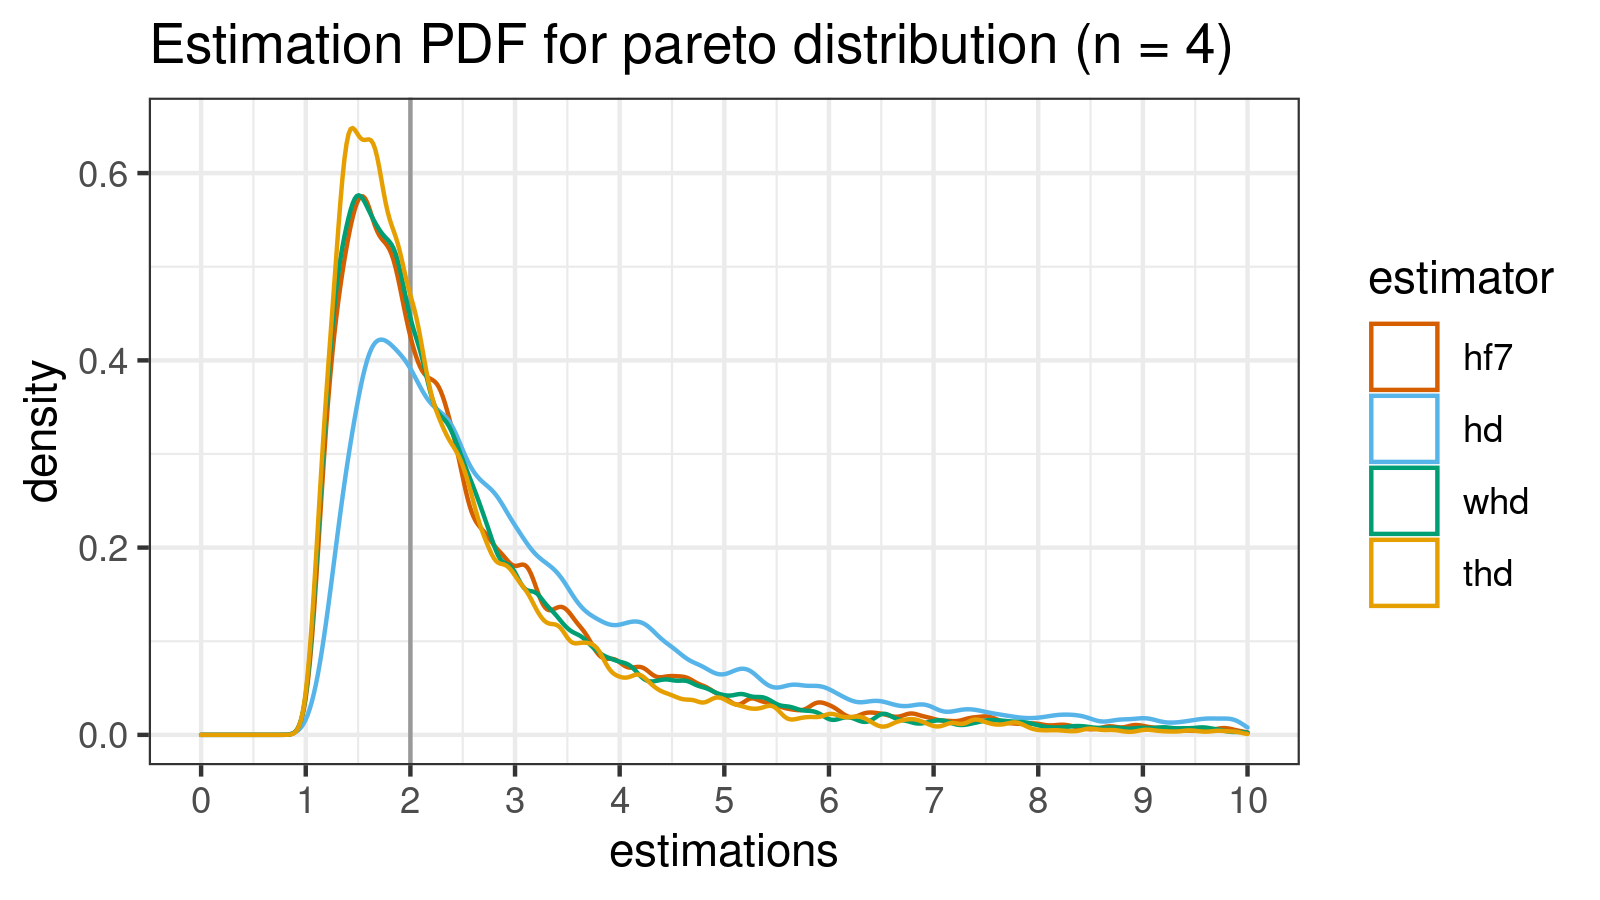 Estimation PDF for pareto distribution (n = 4)
density
0.6
0.4
0.2
0.0
0 1 2 3 4 5 6 7 8 9 10
estimations
estimator
hf7
hd
whd
thd